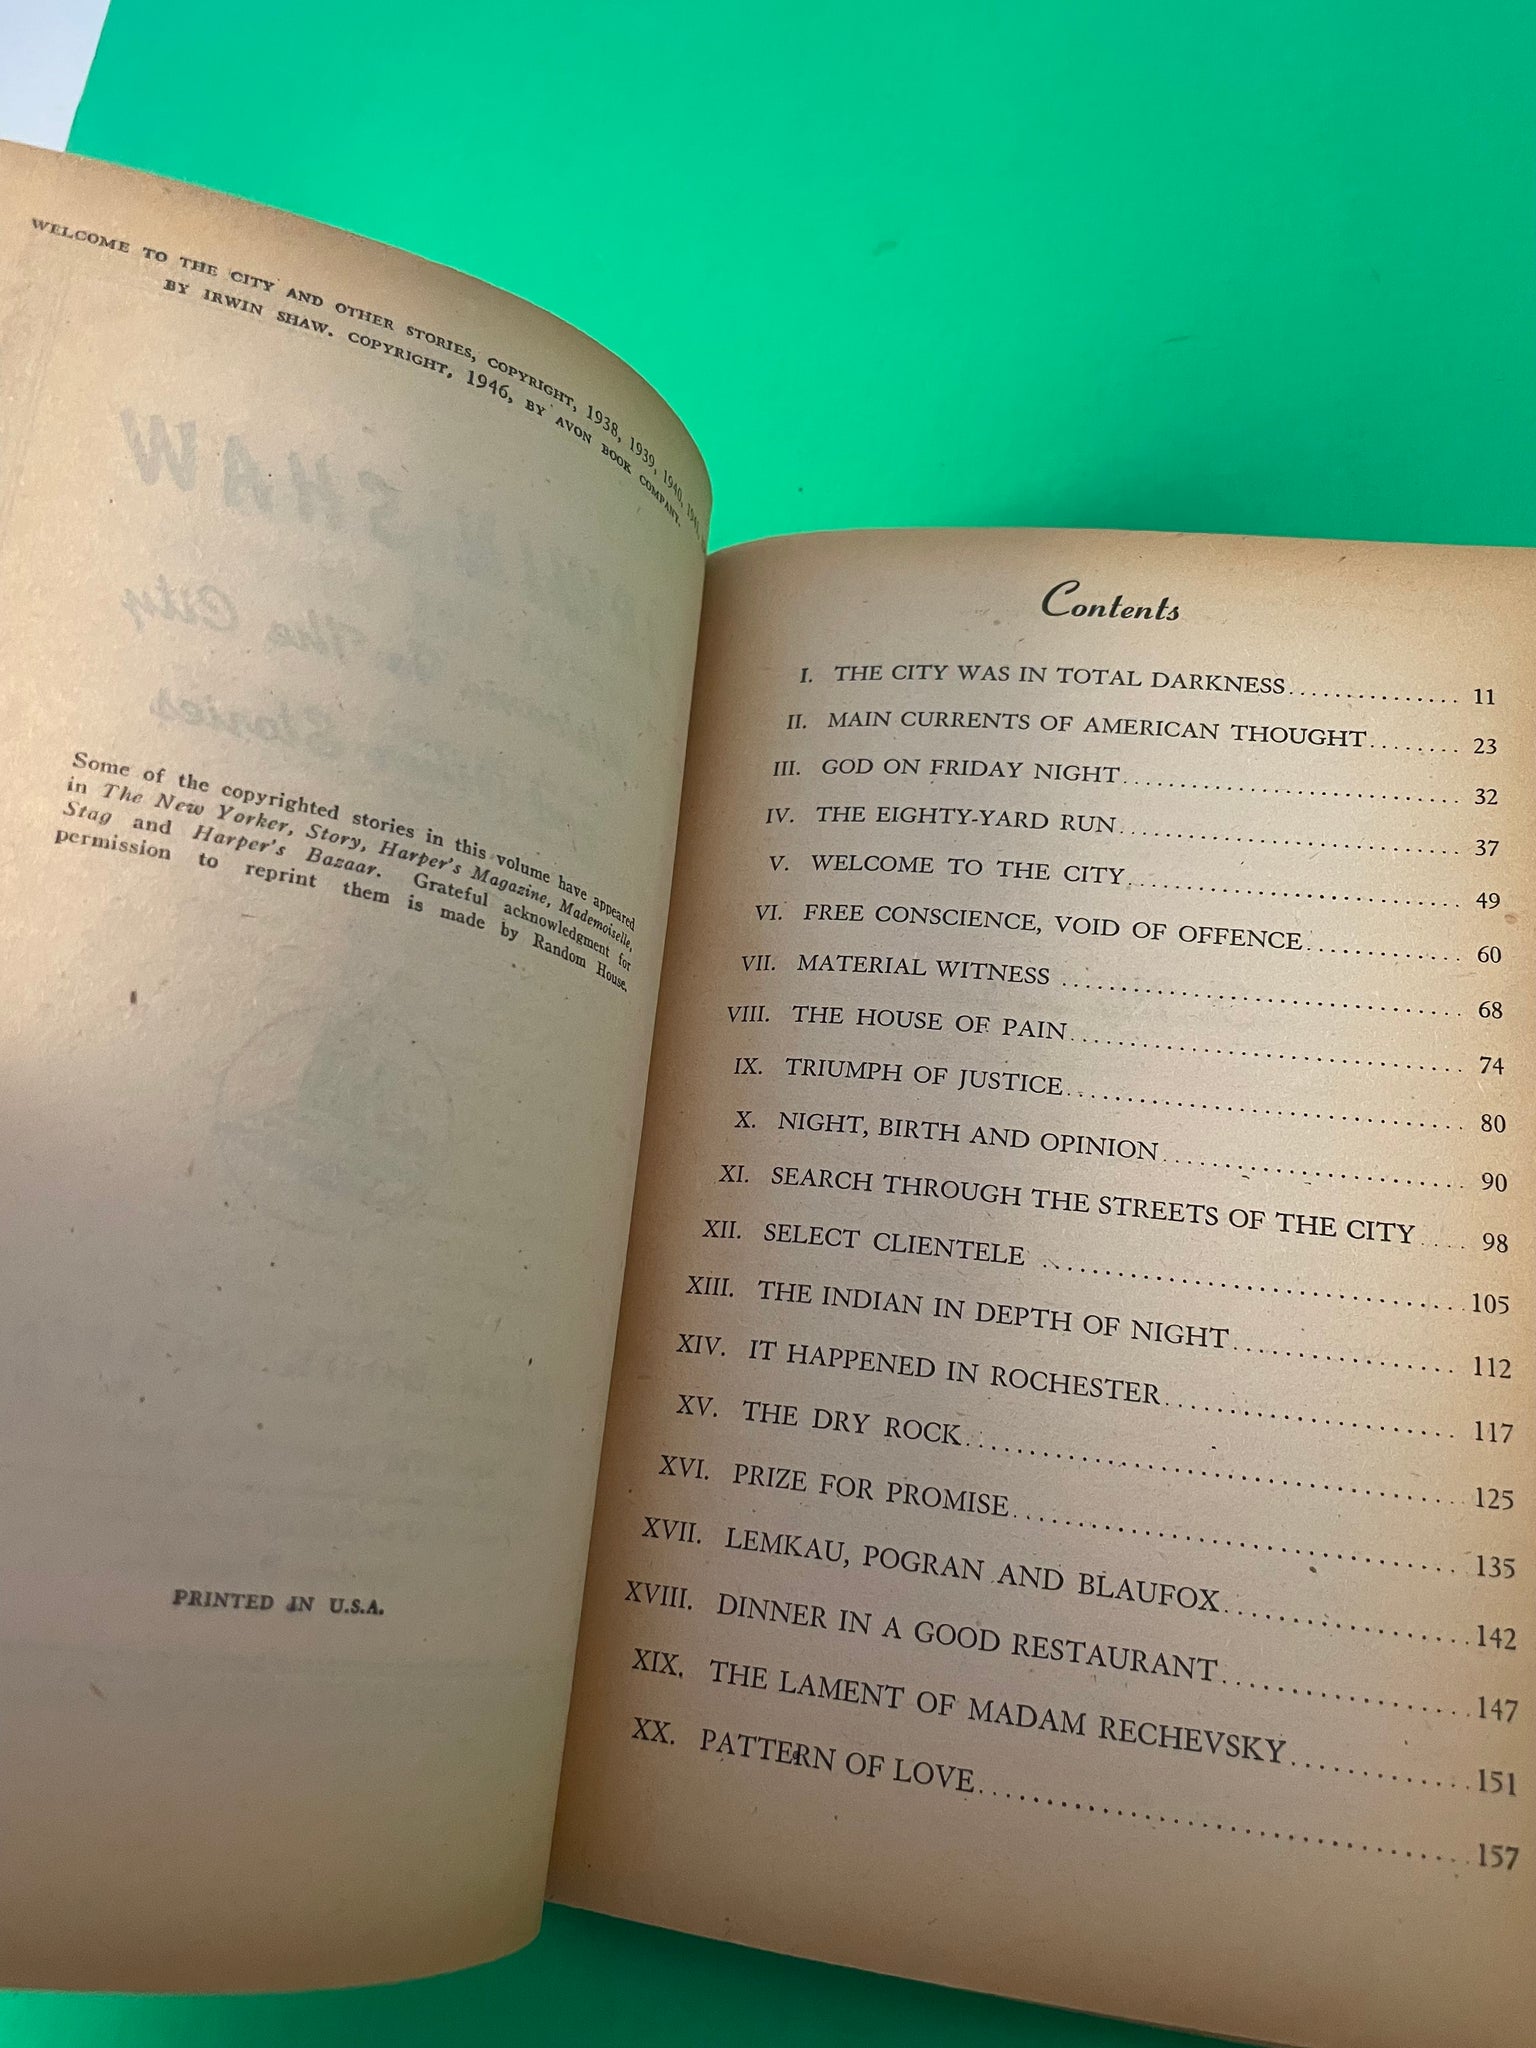 WELCOME TO THE CITY AND OTHER STORIES, COPYRIGHT, 1938, 1939, 1940, 1941,
BY IRWIN SHAW. COPYRIGHT, 1946, BY AVON BOOK COMPANY.
SHAW
The City
Stories
Some of the copyrighted stories in this volume have appeared
in The New Yorker, Story, Harper's Magazine, Mademoiselle,
Stag and Harper's Bazaar. Grateful acknowledgment for
permission to reprint them is made by Random House.
PRINTED IN U.S.A.
Contents
I. THE CITY WAS IN TOTAL DARKNESS............... 11
II. MAIN CURRENTS OF AMERICAN THOUGHT........ 23
III. GOD ON FRIDAY NIGHT.............................. 32
IV. THE EIGHTY-YARD RUN.............................. 37
V. WELCOME TO THE CITY............................. 49
VI. FREE CONSCIENCE, VOID OF OFFENCE............. 60
VII. MATERIAL WITNESS ................................... 68
VIII. THE HOUSE OF PAIN................................. 74
IX. TRIUMPH OF JUSTICE................................. 80
X. NIGHT, BIRTH AND OPINION......................... 90
XI. SEARCH THROUGH THE STREETS OF THE CITY..... 98
XII. SELECT CLIENTELE ................................... 105
XIII. THE INDIAN IN DEPTH OF NIGHT.................. 112
XIV. IT HAPPENED IN ROCHESTER........................ 117
XV. THE DRY ROCK........................................ 125
XVI. PRIZE FOR PROMISE................................... 135
XVII. LEMKAU, POGRAN AND BLAUFOX................... 142
XVIII. DINNER IN A GOOD RESTAURANT................... 147
XIX. THE LAMENT OF MADAM RECHEVSKY.............. 151
XX. PATTERN OF LOVE..................................... 157